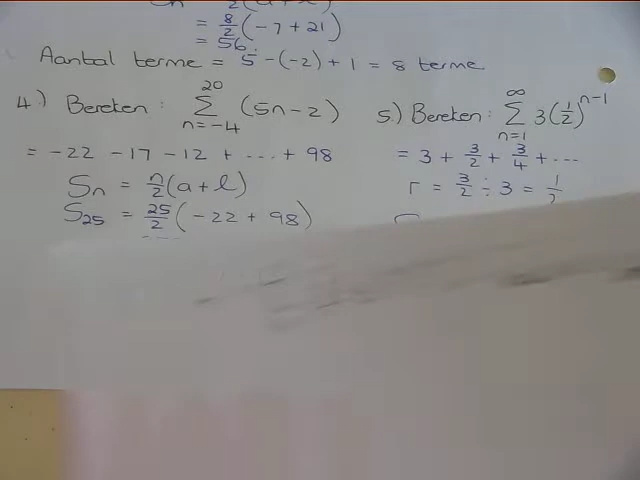 = 8/2 (-7 + 21)
= 56.
Aantal terme = 5 - (-2) + 1 = 8 terme
4.) Bereken: 20 ∑ n=-4 (5n - 2)
= -22 - 17 - 12 + ... + 98
Sn = n/2 (a + l)
S25 = 25/2 (-22 + 98)
5.) Bereken: ∞ ∑ n=1 3(1/2)^n-1
= 3 + 3/2 + 3/4 + ...
r = 3/2 ÷ 3 = 1/2